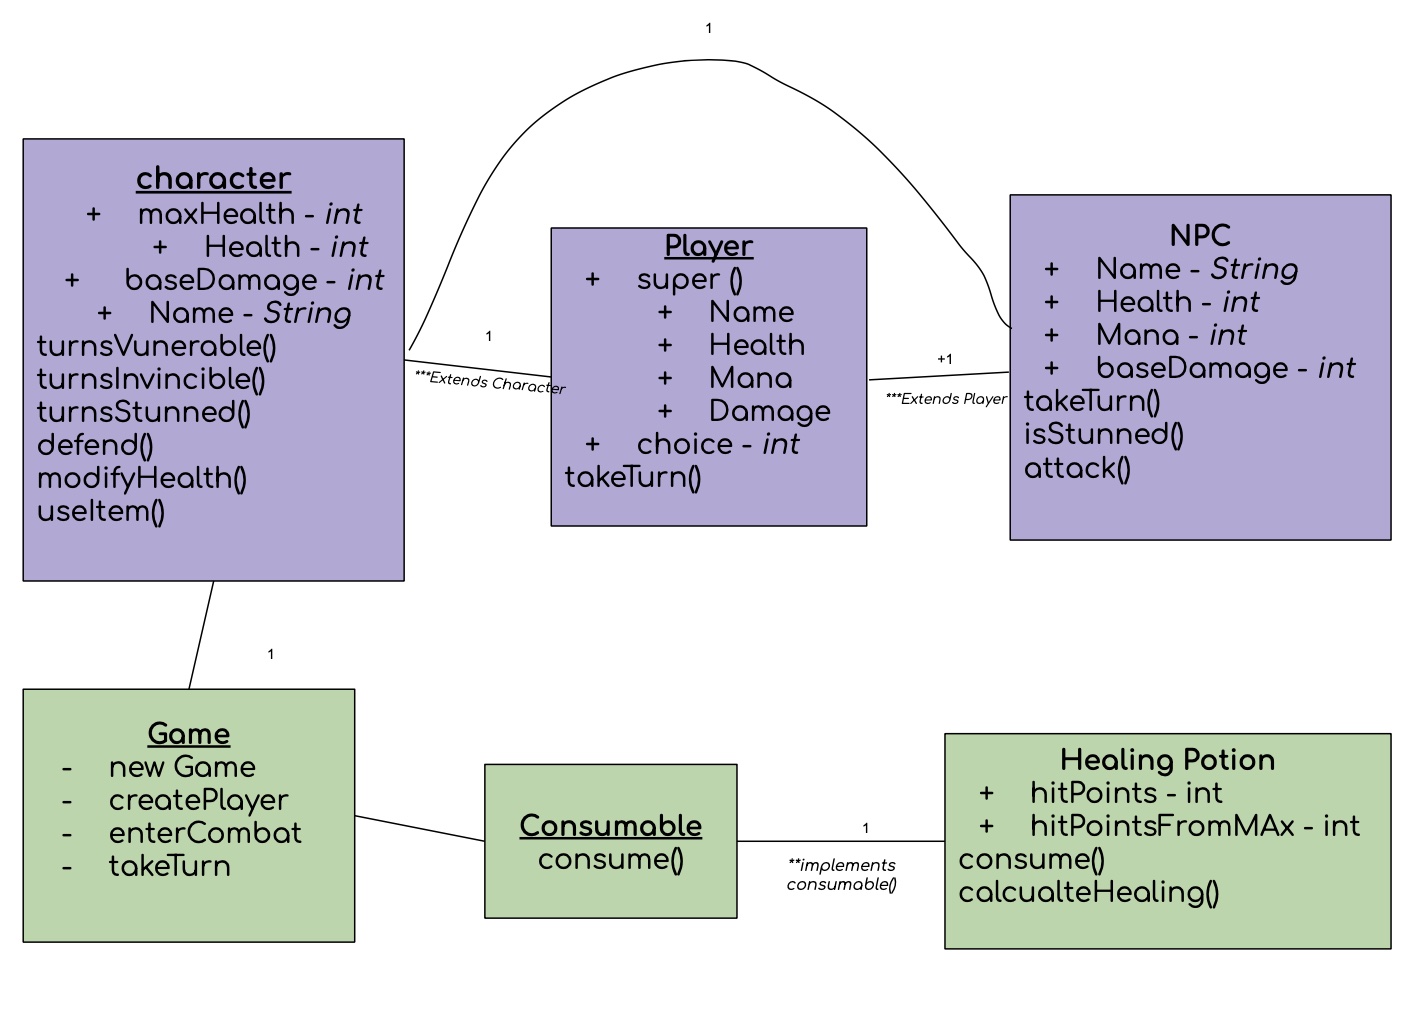 1
character
+ maxHealth - int
+ Health - int
+ baseDamage - int
+ Name - String
turnsVunerable()
turnsInvincible()
turnsStunned()
defend()
modifyHealth()
useItem()
1
***Extends Character
Player
+ super ()
+ Name
+ Health
+ Mana
+ Damage
+ choice - int
takeTurn()
+1
***Extends Player
NPC
+ Name - String
+ Health - int
+ Mana - int
+ baseDamage - int
takeTurn()
isStunned()
attack()
1
Game
- new Game
- createPlayer
- enterCombat
- takeTurn
Consumable
consume()
1
**implements
consumable()
Healing Potion
+ hitPoints - int
+ hitPointsFromMAx - int
consume()
calcualteHealing()